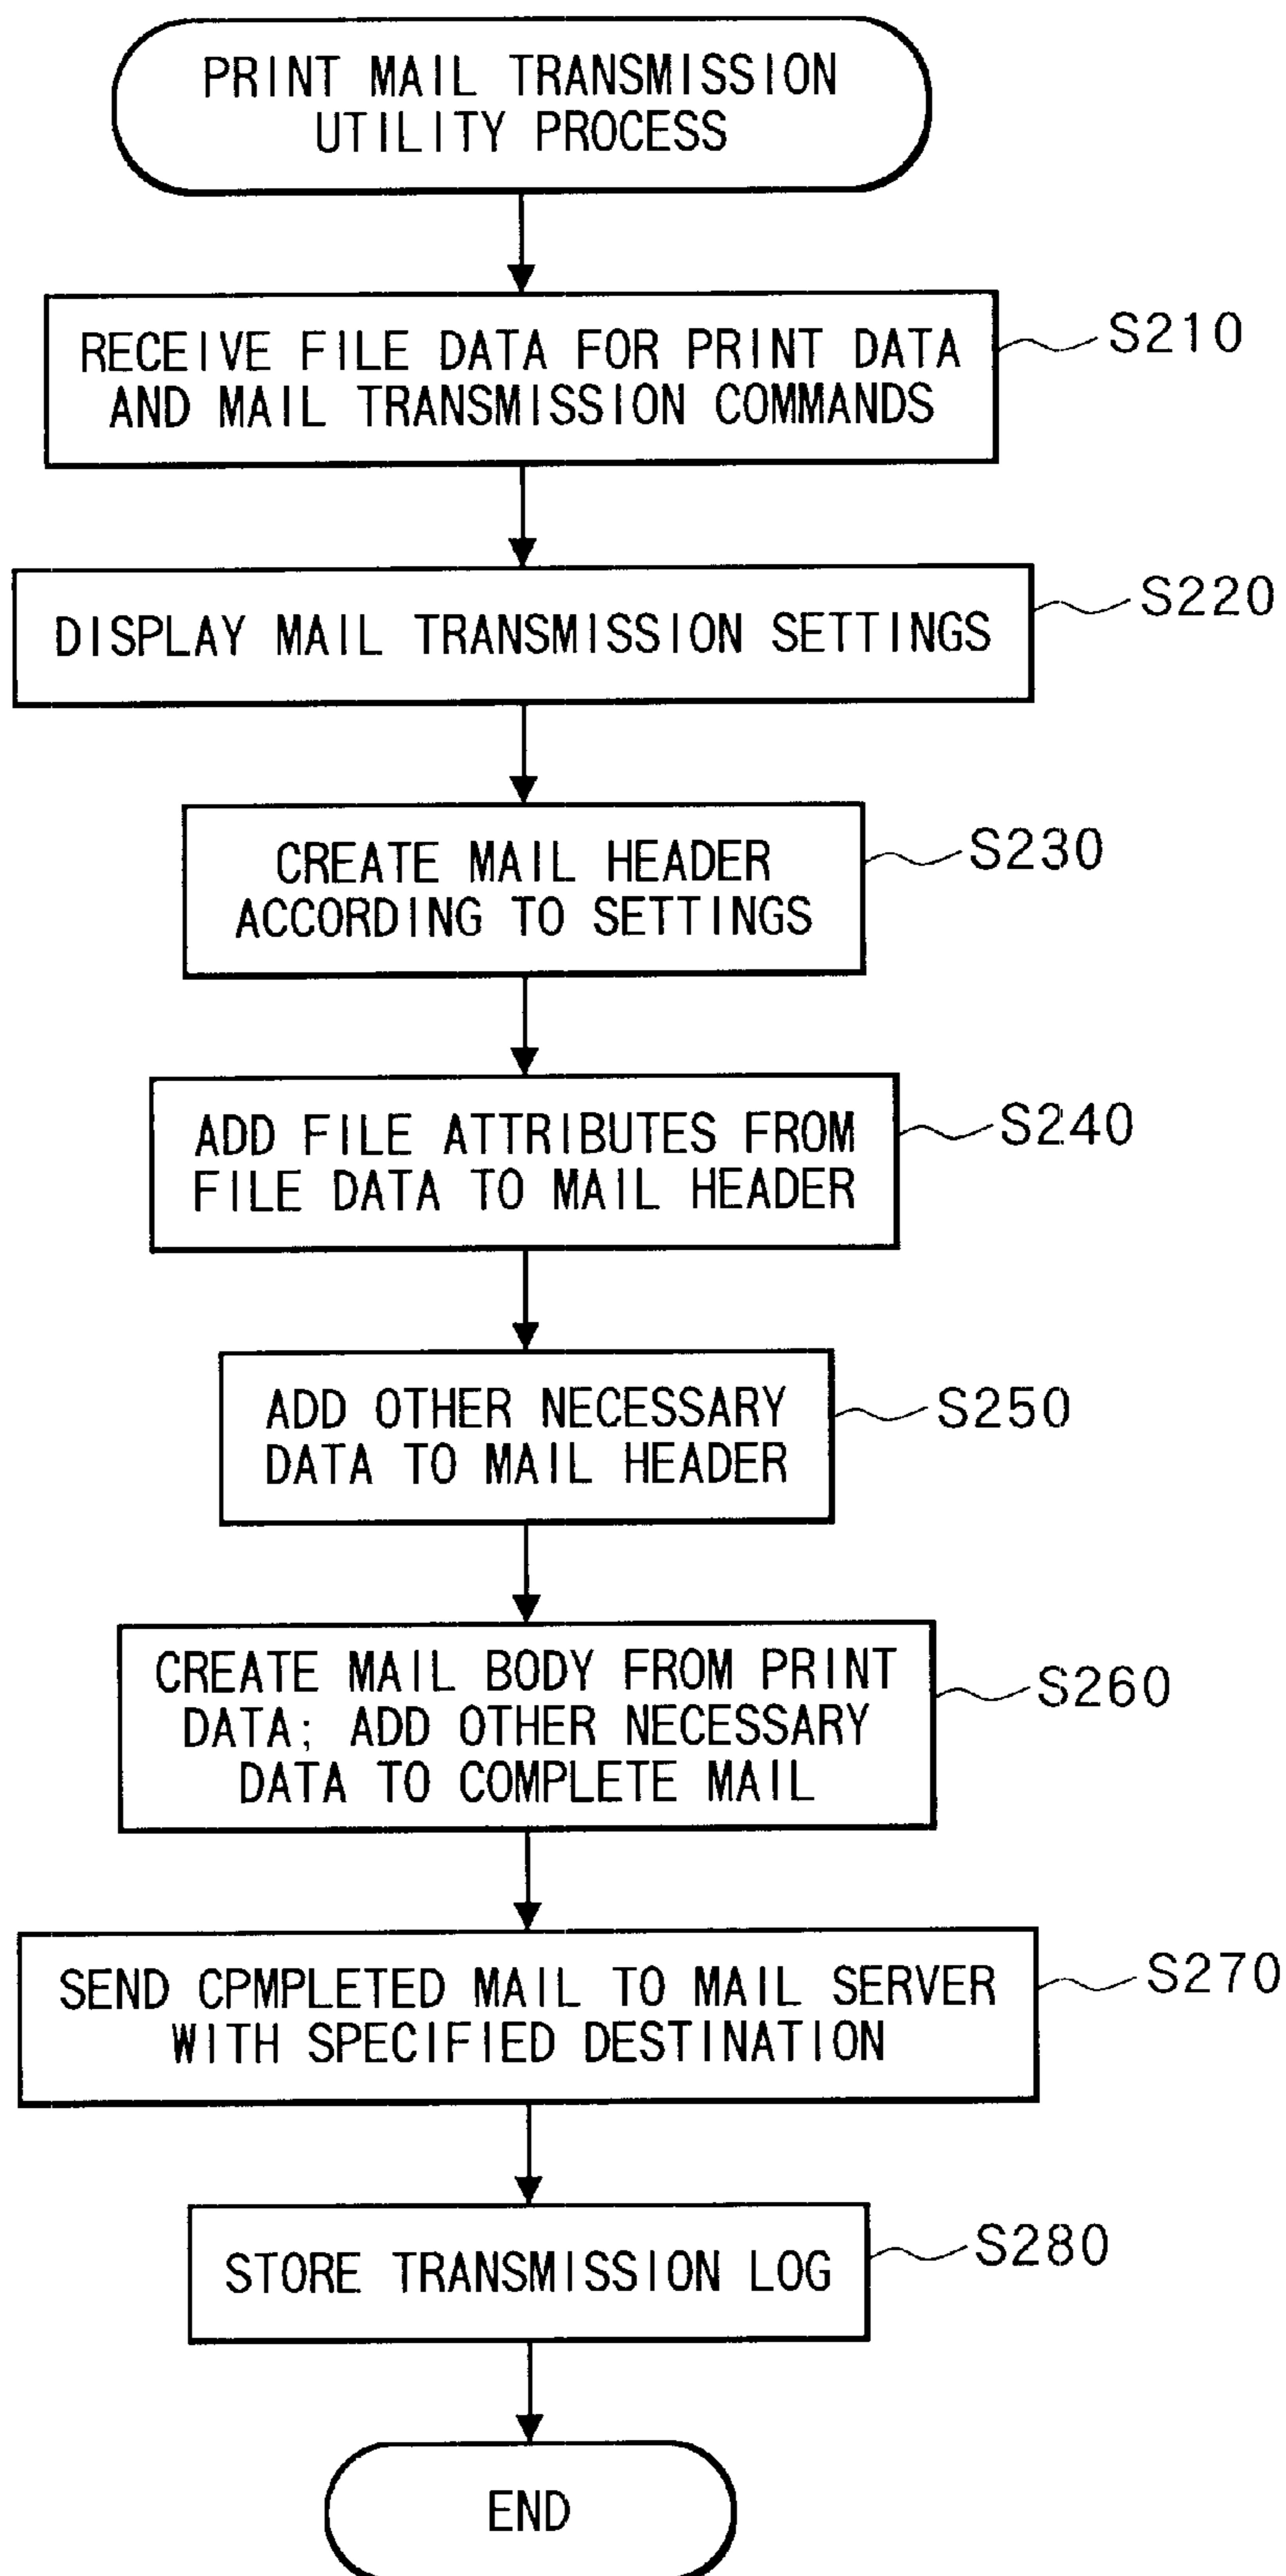 PRINT MAIL TRANSMISSION
UTILITY PROCESS
RECEIVE FILE DATA FOR PRINT DATA
AND MAIL TRANSMISSION COMMANDS
S210
DISPLAY MAIL TRANSMISSION SETTINGS
S220
CREATE MAIL HEADER
ACCORDING TO SETTINGS
S230
ADD FILE ATTRIBUTES FROM
FILE DATA TO MAIL HEADER
S240
ADD OTHER NECESSARY
DATA TO MAIL HEADER
S250
CREATE MAIL BODY FROM PRINT
DATA; ADD OTHER NECESSARY
DATA TO COMPLETE MAIL
S260
SEND CPMPLETED MAIL TO MAIL SERVER
WITH SPECIFIED DESTINATION
S270
STORE TRANSMISSION LOG
S280
END